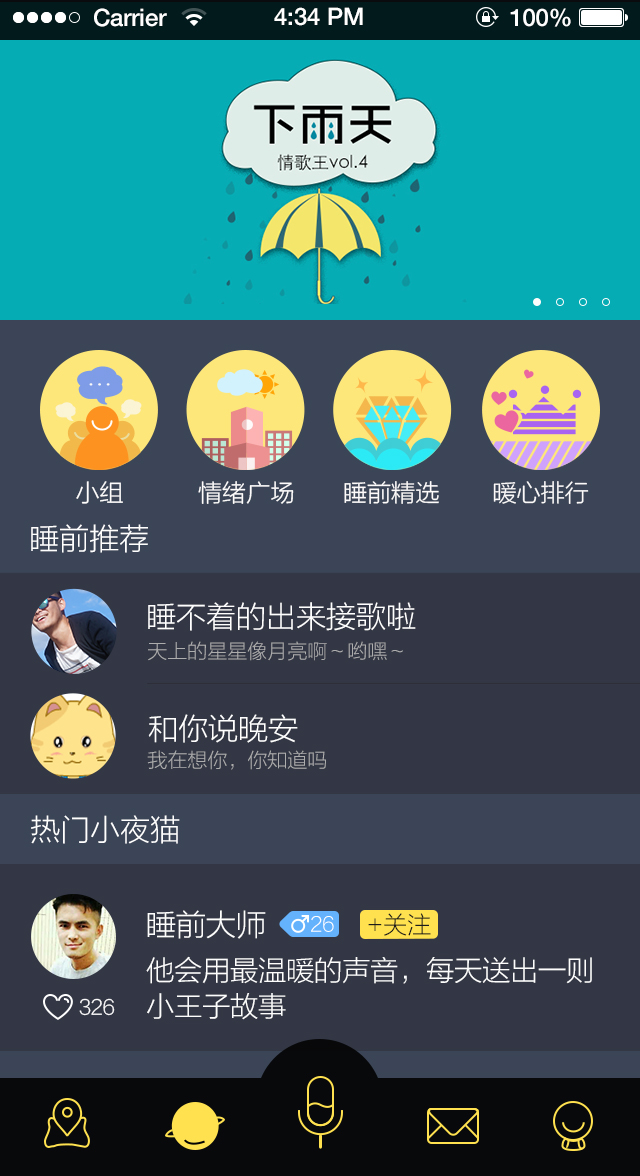 Carrier 4:34 PM 100%
下雨天
情歌王vol.4
小组 情绪广场 睡前精选 暖心排行
睡前推荐
睡不着的出来接歌啦
天上的星星像月亮啊～哟嘿～
和你说晚安
我在想你，你知道吗
热门小夜猫
睡前大师 ♂26 +关注
他会用最温暖的声音，每天送出一则
小王子故事
326